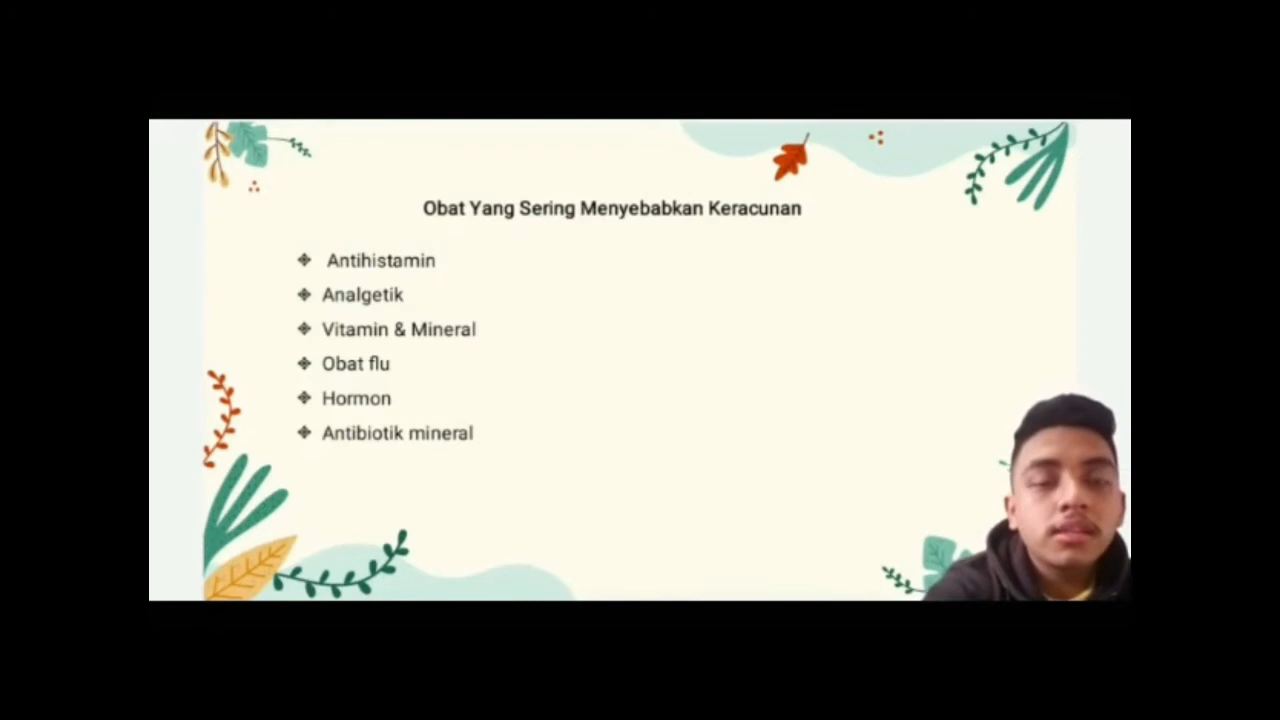 Obat Yang Sering Menyebabkan Keracunan
❖ Antihistamin
❖ Analgetik
❖ Vitamin & Mineral
❖ Obat flu
❖ Hormon
❖ Antibiotik mineral